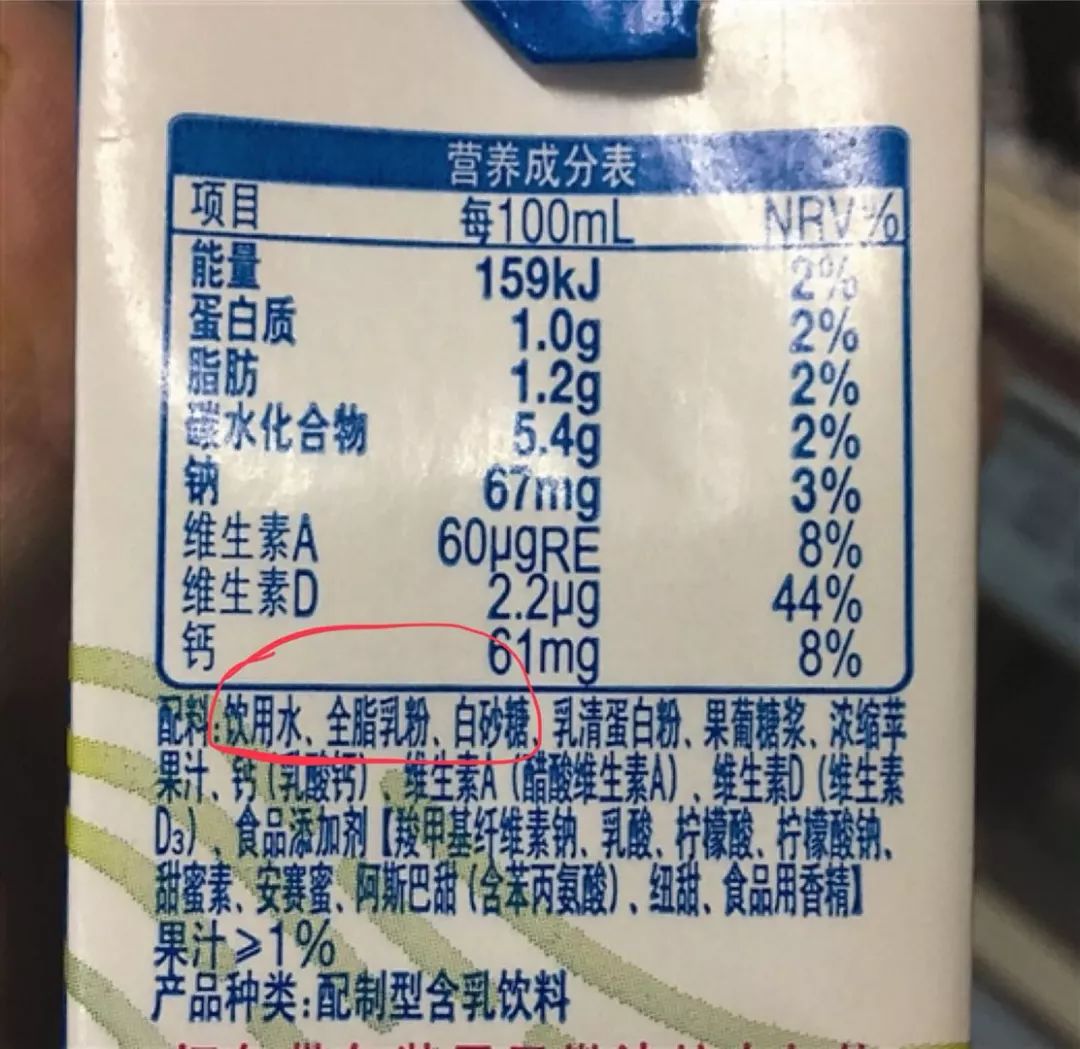 营养成分表
项目 每100mL NRV%
能量 159kJ 2%
蛋白质 1.0g 2%
脂肪 1.2g 2%
碳水化合物 5.4g 2%
钠 67mg 3%
维生素A 60μgRE 8%
维生素D 2.2μg 44%
钙 61mg 8%
配料:饮用水、全脂乳粉、白砂糖、乳清蛋白粉、果葡糖浆、浓缩苹
果汁、钙(乳酸钙)、维生素A(醋酸维生素A)、维生素D(维生素
D3)、食品添加剂【羧甲基纤维素钠、乳酸、柠檬酸、柠檬酸钠、
甜蜜素、安赛蜜、阿斯巴甜(含苯丙氨酸)、纽甜、食品用香精】
果汁≥1%
产品种类:配制型含乳饮料